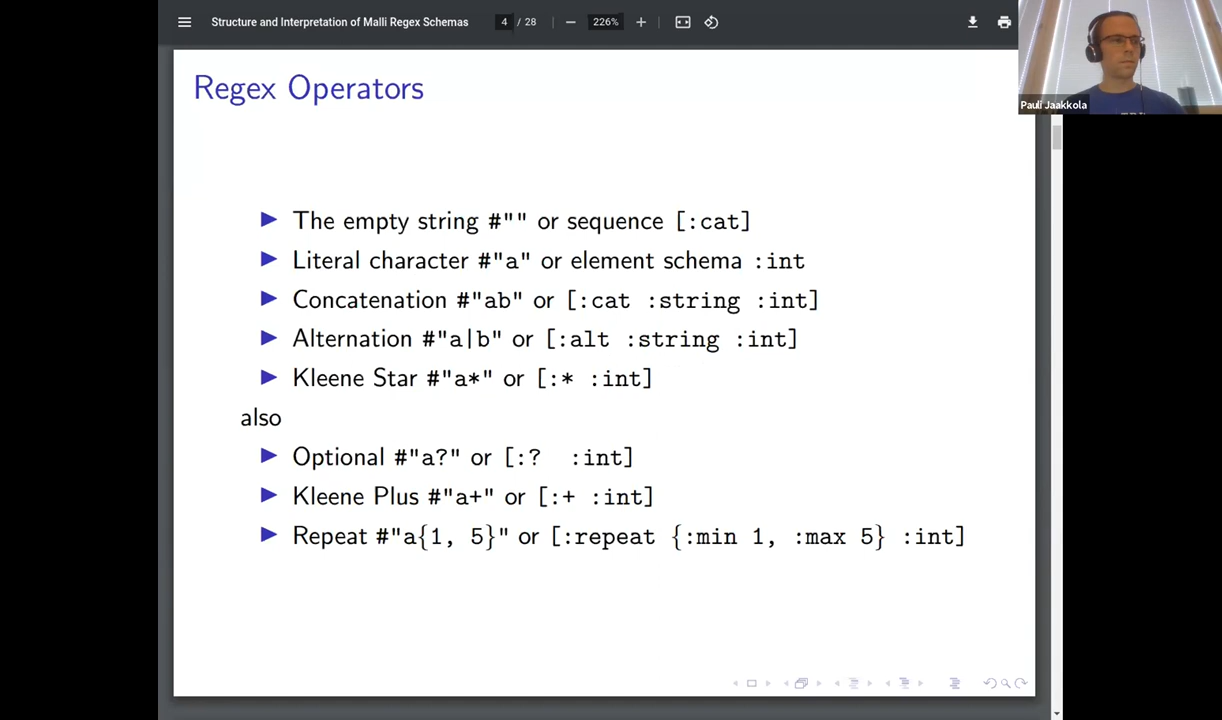 Structure and Interpretation of Malli Regex Schemas
4 / 28
226%
Pauli Jaakkola
Regex Operators
The empty string #"" or sequence [:cat]
Literal character #"a" or element schema :int
Concatenation #"ab" or [:cat :string :int]
Alternation #"a|b" or [:alt :string :int]
Kleene Star #"a*" or [:* :int]
also
Optional #"a?" or [:? :int]
Kleene Plus #"a+" or [:+ :int]
Repeat #"a{1, 5}" or [:repeat {:min 1, :max 5} :int]